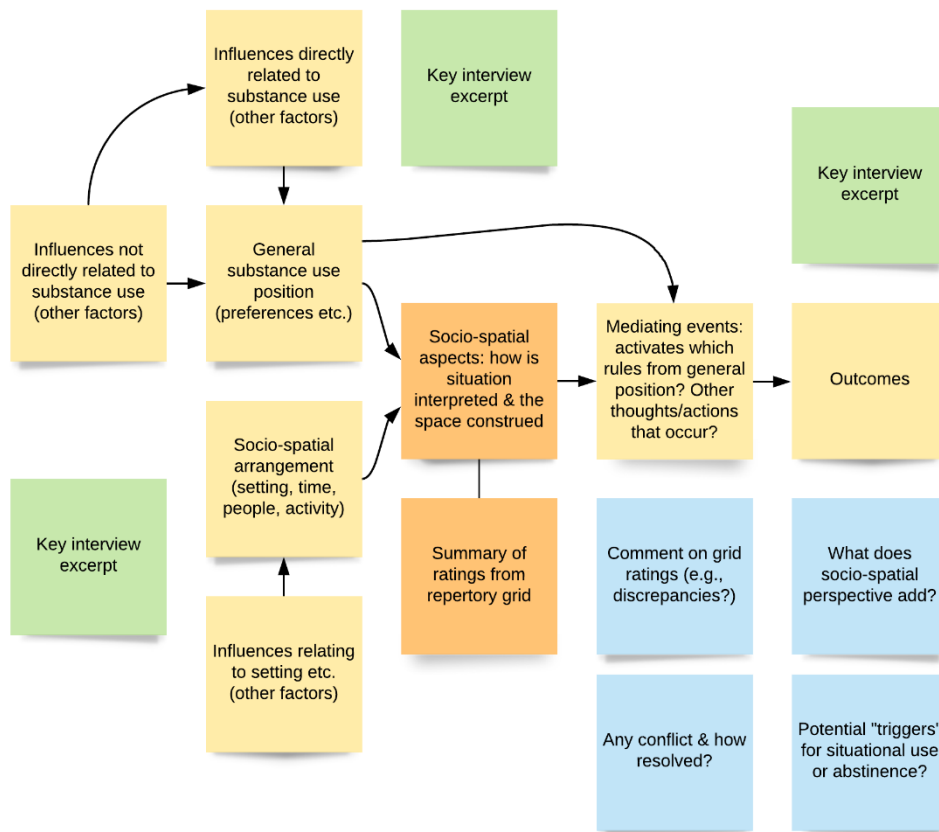 Influences directly
related to
substance use
(other factors)
Key interview
excerpt
Key interview
excerpt
Influences not
directly related to
substance use
(other factors)
General
substance use
position
(preferences etc.)
Socio-spatial
aspects: how is
situation
interpreted & the
space construed
Mediating events:
activates which
rules from general
position? Other
thoughts/actions
that occur?
Outcomes
Socio-spatial
arrangement
(setting, time,
people, activity)
Key interview
excerpt
Summary of
ratings from
repertory grid
Comment on grid
ratings (e.g.,
discrepancies?)
What does
socio-spatial
perspective add?
Influences relating
to setting etc.
(other factors)
Any conflict & how
resolved?
Potential "triggers"
for situational use
or abstinence?